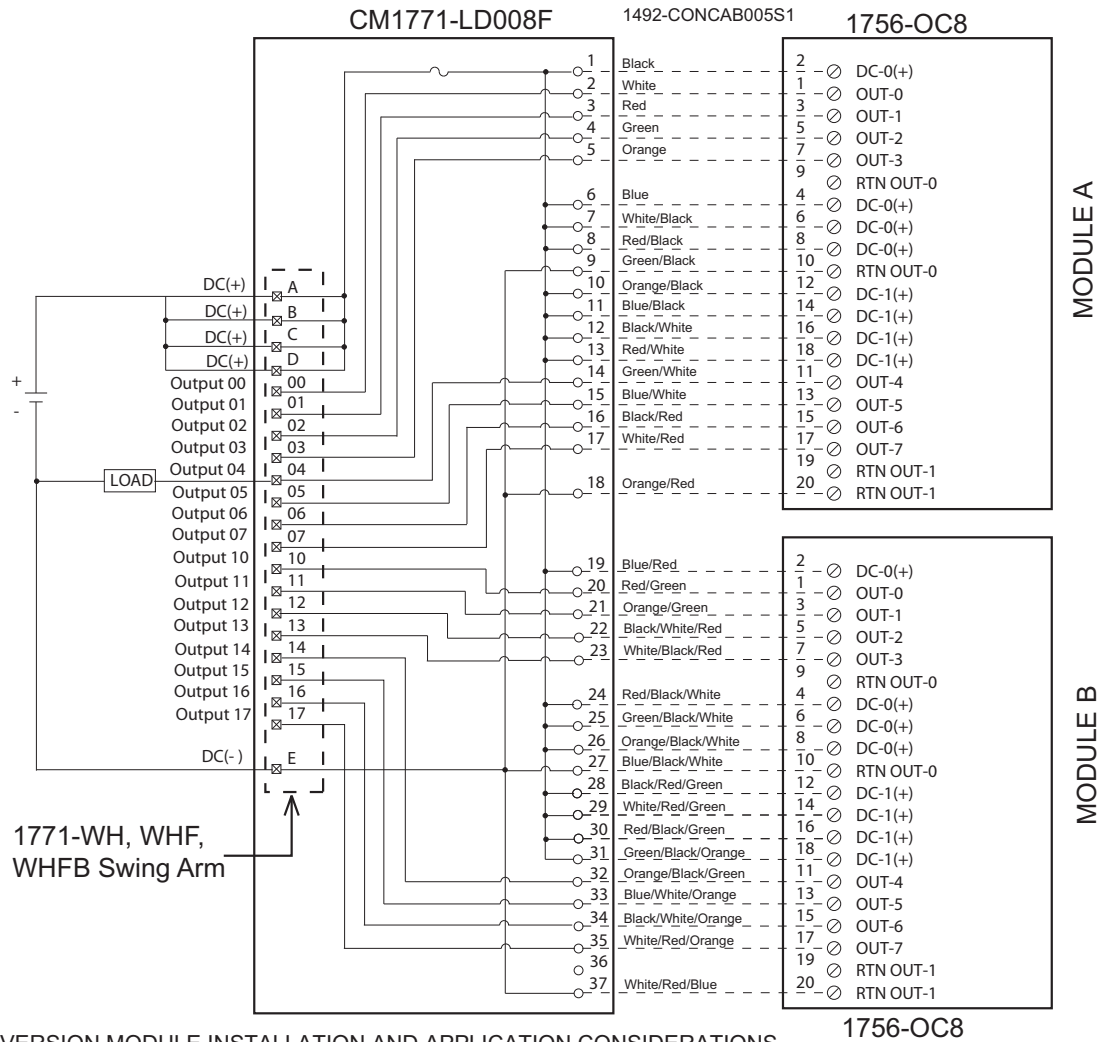 CM1771-LD008F 1492-CONCAB005S1 1756-OC8
1 Black 2 DC-0(+)
2 White 1 OUT-0
3 Red 3 OUT-1
4 Green 5 OUT-2
5 Orange 7 OUT-3
9 RTN OUT-0
6 Blue 4 DC-0(+)
7 White/Black 6 DC-0(+)
8 Red/Black 8 DC-0(+)
9 Green/Black 10 RTN OUT-0
10 Orange/Black 12 DC-1(+)
11 Blue/Black 14 DC-1(+)
12 Black/White 16 DC-1(+)
13 Red/White 18 DC-1(+)
14 Green/White 11 OUT-4
15 Blue/White 13 OUT-5
16 Black/Red 15 OUT-6
17 White/Red 17 OUT-7
19 RTN OUT-1
18 Orange/Red 20 RTN OUT-1
MODULE A
DC(+) A
DC(+) B
DC(+) C
DC(+) D
+
-
LOAD
Output 00 00
Output 01 01
Output 02 02
Output 03 03
Output 04 04
Output 05 05
Output 06 06
Output 07 07
Output 10 10
Output 11 11
Output 12 12
Output 13 13
Output 14 14
Output 15 15
Output 16 16
Output 17 17
DC(-) E
1771-WH, WHF,
WHFB Swing Arm
19 Blue/Red 2 DC-0(+)
20 Red/Green 1 OUT-0
21 Orange/Green 3 OUT-1
22 Black/White/Red 5 OUT-2
23 White/Black/Red 7 OUT-3
9 RTN OUT-0
24 Red/Black/White 4 DC-0(+)
25 Green/Black/White 6 DC-0(+)
26 Orange/Black/White 8 DC-0(+)
27 Blue/Black/White 10 RTN OUT-0
28 Black/Red/Green 12 DC-1(+)
29 White/Red/Green 14 DC-1(+)
30 Red/Black/Green 16 DC-1(+)
31 Green/Black/Orange 18 DC-1(+)
32 Orange/Black/Green 11 OUT-4
33 Blue/White/Orange 13 OUT-5
34 Black/White/Orange 15 OUT-6
35 White/Red/Orange 17 OUT-7
36 19 RTN OUT-1
37 White/Red/Blue 20 RTN OUT-1
MODULE B
1756-OC8
VERSION MODULE INSTALLATION AND APPLICATION CONSIDERATIONS